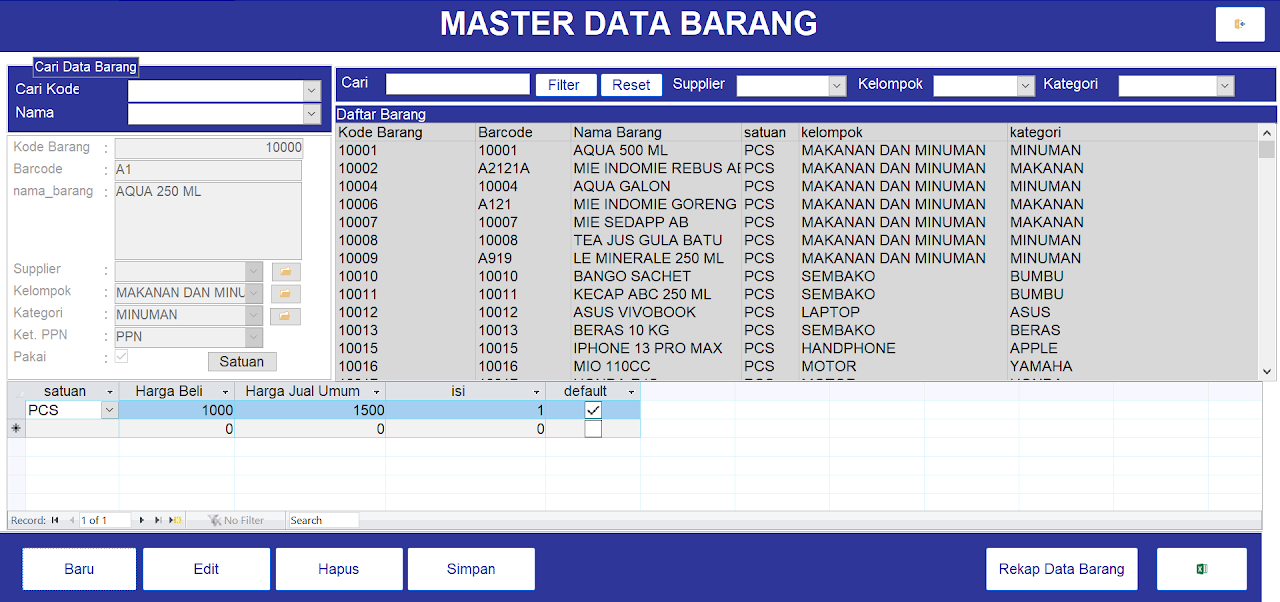 MASTER DATA BARANG
Cari Data Barang
Cari Kode
Nama
Cari Filter Reset Supplier Kelompok Kategori
Daftar Barang
Kode Barang Barcode Nama Barang satuan kelompok kategori
10001 10001 AQUA 500 ML PCS MAKANAN DAN MINUMAN MINUMAN
10002 A2121A MIE INDOMIE REBUS PCS MAKANAN DAN MINUMAN MAKANAN
10004 10004 AQUA GALON PCS MAKANAN DAN MINUMAN MINUMAN
10006 A121 MIE INDOMIE GORENG PCS MAKANAN DAN MINUMAN MAKANAN
10007 10007 MIE SEDAPP AB PCS MAKANAN DAN MINUMAN MAKANAN
10008 10008 TEA JUS GULA BATU PCS MAKANAN DAN MINUMAN MINUMAN
10009 A919 LE MINERALE 250 ML PCS MAKANAN DAN MINUMAN MINUMAN
10010 10010 BANGO SACHET PCS SEMBAKO BUMBU
10011 10011 KECAP ABC 250 ML PCS SEMBAKO BUMBU
10012 10012 ASUS VIVOBOOK PCS LAPTOP ASUS
10013 10013 BERAS 10 KG PCS SEMBAKO BERAS
10015 10015 IPHONE 13 PRO MAX PCS HANDPHONE APPLE
10016 10016 MIO 110CC PCS MOTOR YAMAHA
Kode Barang : 10000
Barcode : A1
nama_barang : AQUA 250 ML
Supplier :
Kelompok : MAKANAN DAN MINU
Kategori : MINUMAN
Ket. PPN : PPN
Pakai :
Satuan
satuan Harga Beli Harga Jual Umum isi default
PCS 1000 1500 1
0 0 0
Record: 1 of 1 No Filter Search
Baru Edit Hapus Simpan Rekap Data Barang